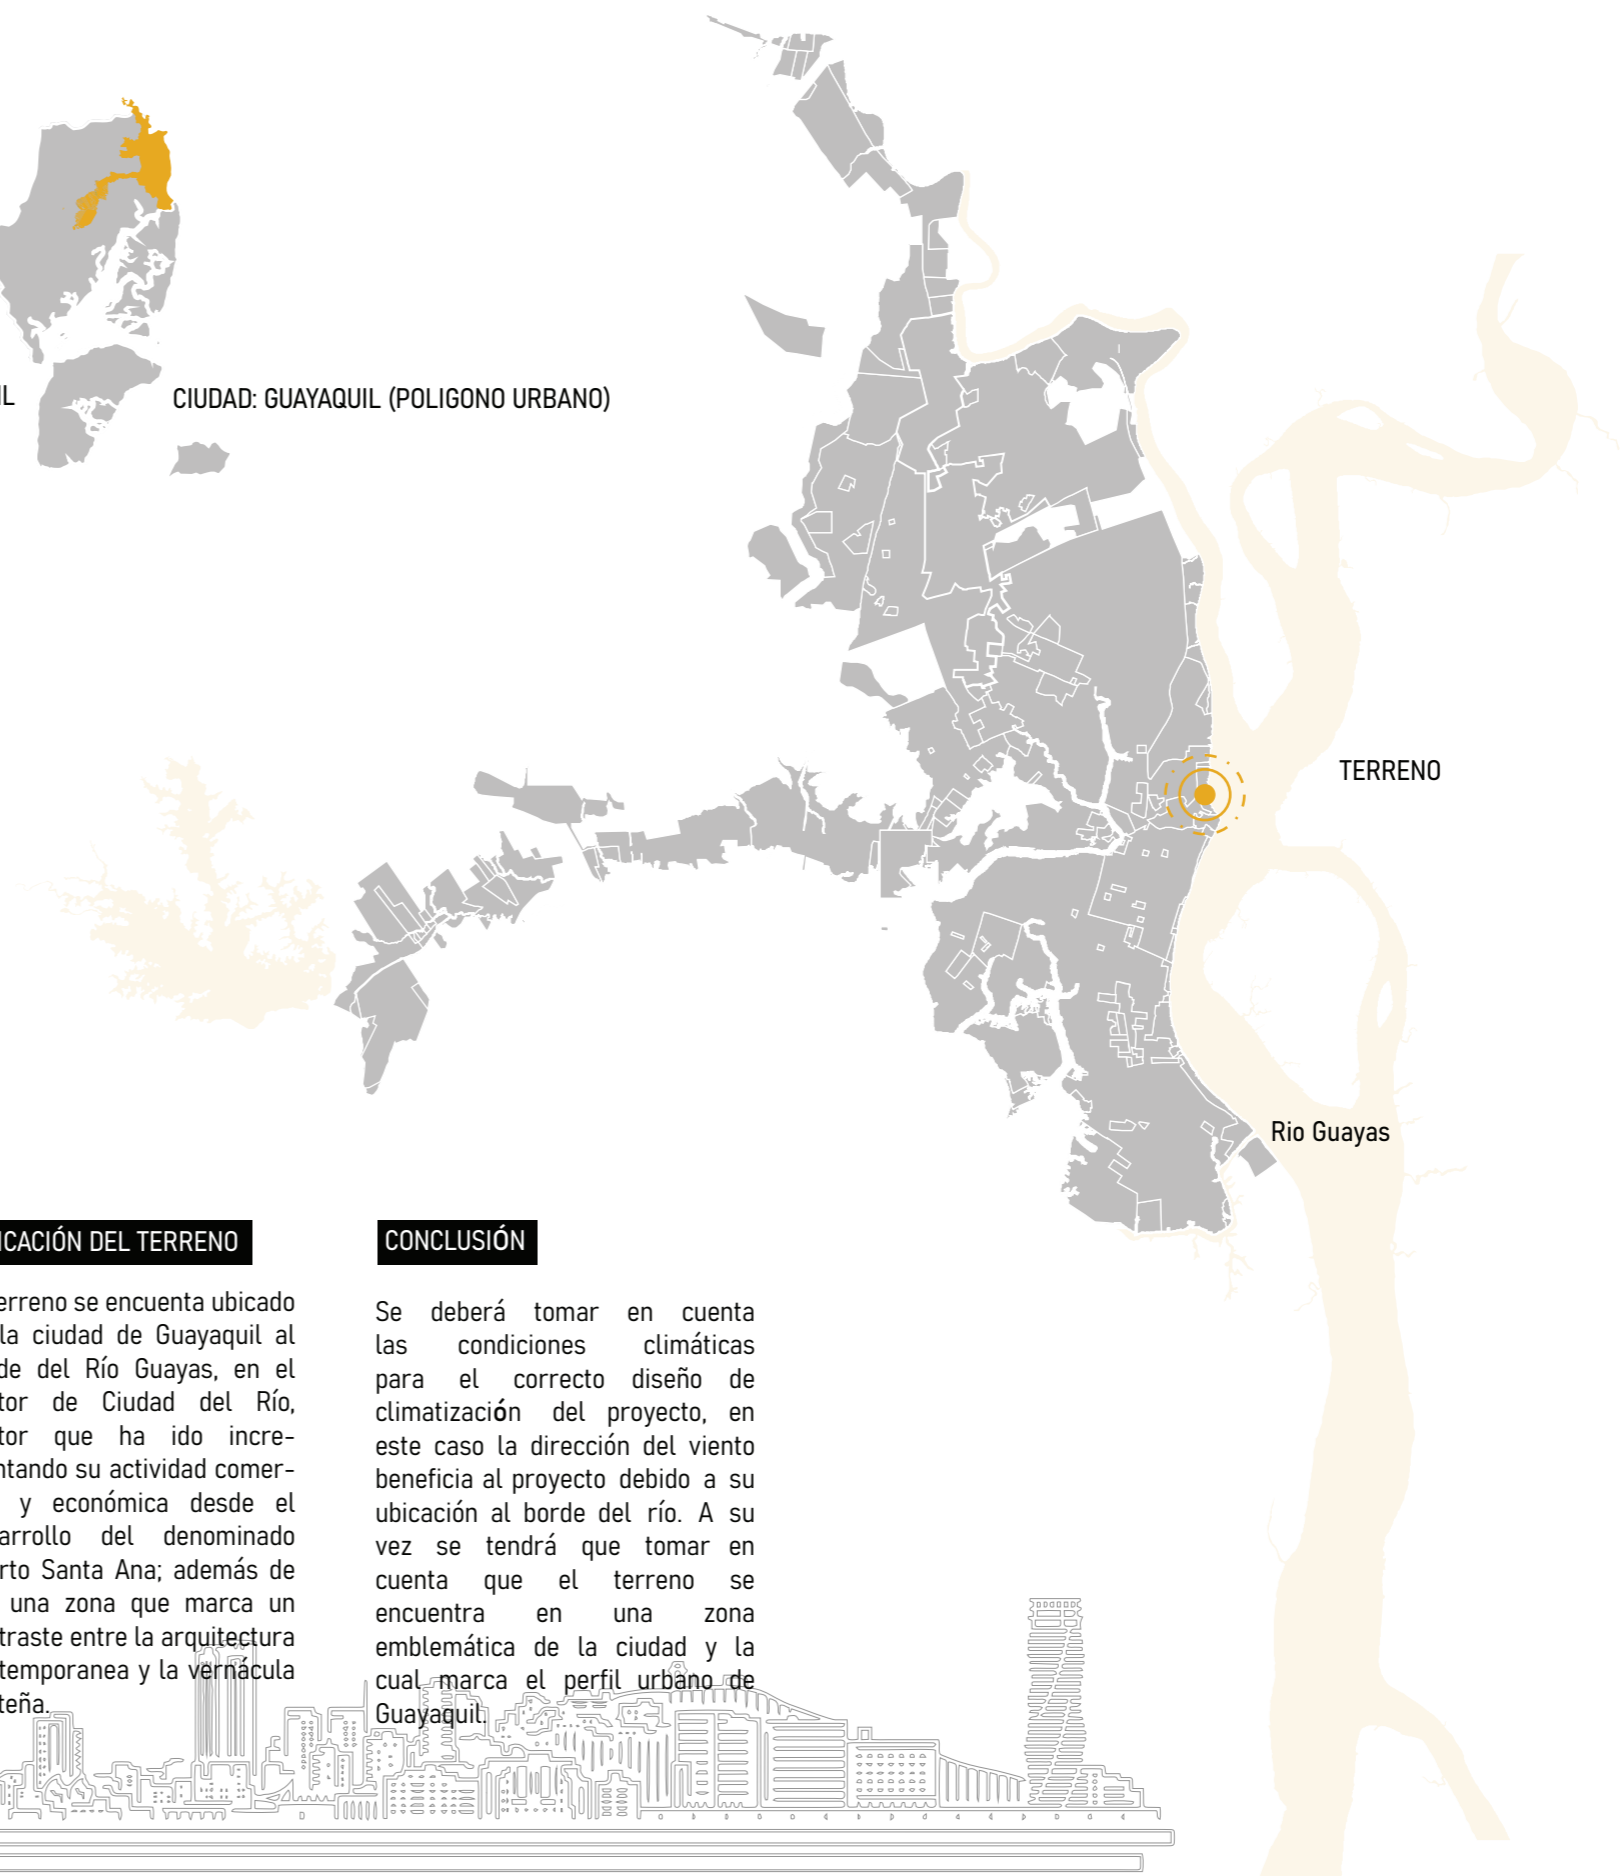 IL
CIUDAD: GUAYAQUIL (POLIGONO URBANO)
TERRENO
Rio Guayas
ICACIÓN DEL TERRENO
erreno se encuenta ubicado
la ciudad de Guayaquil al
de del Río Guayas, en el
tor de Ciudad del Río,
tor que ha ido incre-
ntando su actividad comer-
y económica desde el
arrollo del denominado
rto Santa Ana; además de
una zona que marca un
traste entre la arquitectura
temporanea y la vernácula
teña.
CONCLUSIÓN
Se deberá tomar en cuenta
las condiciones climáticas
para el correcto diseño de
climatización del proyecto, en
este caso la dirección del viento
beneficia al proyecto debido a su
ubicación al borde del río. A su
vez se tendrá que tomar en
cuenta que el terreno se
encuentra en una zona
emblemática de la ciudad y la
cual marca el perfil urbano de
Guayaquil.